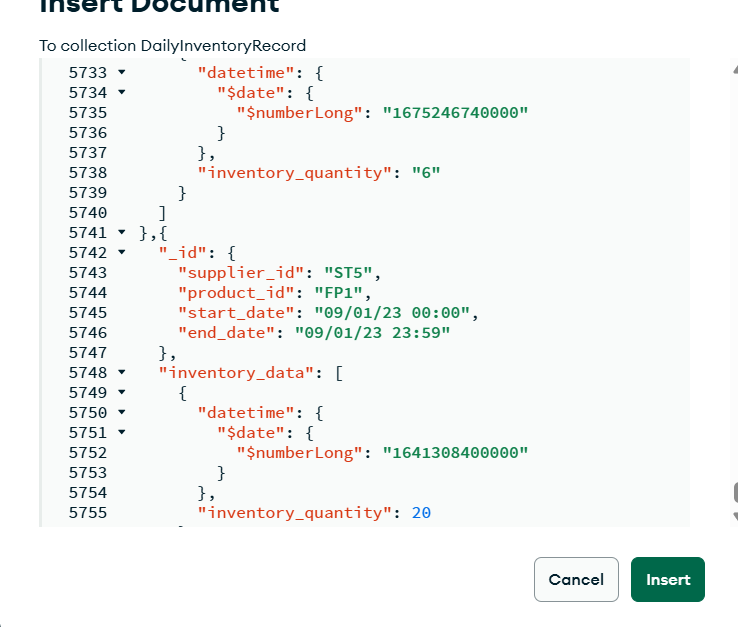 Insert Document
To collection DailyInventoryRecord
5733 "datetime": {
5734 "$date": {
5735 "$numberLong": "1675246740000"
5736 }
5737 },
5738 "inventory_quantity": "6"
5739 }
5740 ]
5741 },{
5742 "_id": {
5743 "supplier_id": "ST5",
5744 "product_id": "FP1",
5745 "start_date": "09/01/23 00:00",
5746 "end_date": "09/01/23 23:59"
5747 },
5748 "inventory_data": [
5749 {
5750 "datetime": {
5751 "$date": {
5752 "$numberLong": "1641308400000"
5753 }
5754 },
5755 "inventory_quantity": 20
Cancel Insert